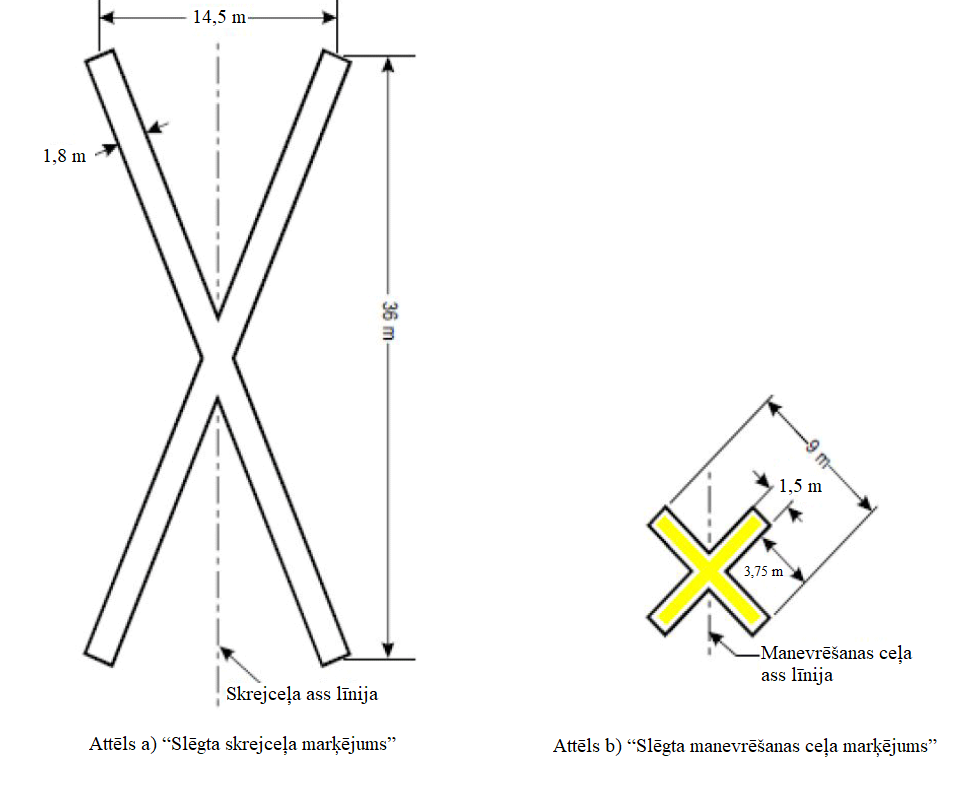 14,5 m
1,8 m
36 m
Skrejceļa ass līnija
Attēls a) “Slēgta skrejceļa marķējums”
9 m
1,5 m
3,75 m
Manevrēšanas ceļa
ass līnija
Attēls b) “Slēgta manevrēšanas ceļa marķējums”